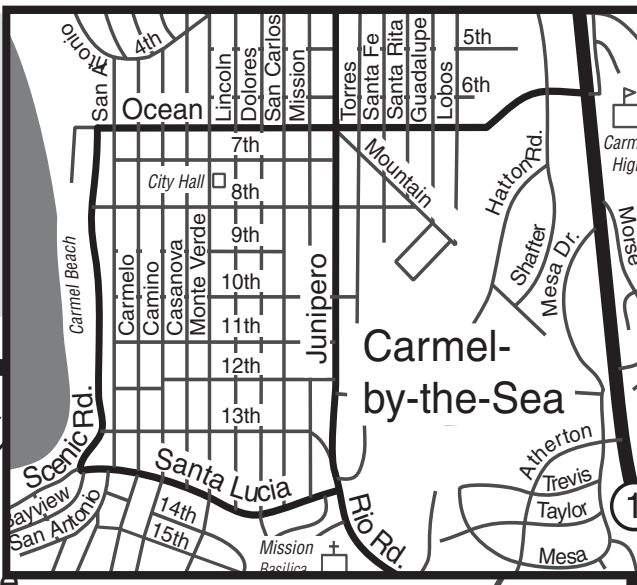 San Antonio
4th
Lincoln
Dolores
San Carlos
Mission
Torres
Santa Fe
Santa Rita
Guadalupe
Lobos
5th
6th
Ocean
7th
Mountain
Hatton Rd.
City Hall
8th
9th
Carmel Beach
Carmelo
Camino
Casanova
Monte Verde
10th
Junipero
Shafter
Mesa Dr.
Morse
11th
Carmel-
by-the-Sea
12th
13th
Scenic Rd.
Santa Lucia
Atherton
Trevis
Taylor
Mesa
1
Bayview
San Antonio
14th
15th
Rio Rd.
Mission
Basilica